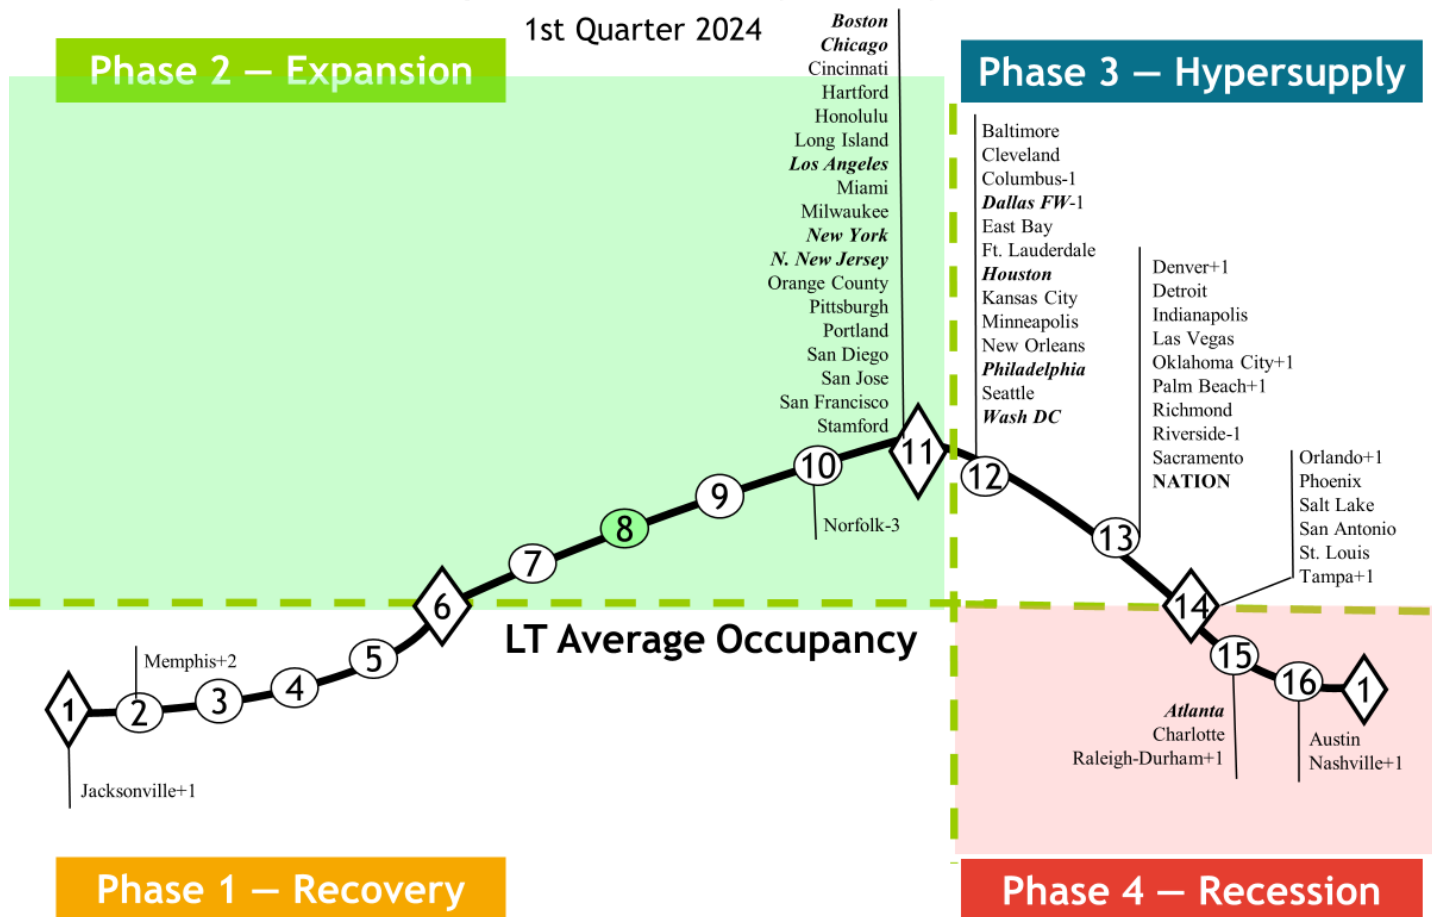 1st Quarter 2024
Phase 2 — Expansion
Phase 3 — Hypersupply
Boston
Chicago
Cincinnati
Hartford
Honolulu
Long Island
Los Angeles
Miami
Milwaukee
New York
N. New Jersey
Orange County
Pittsburgh
Portland
San Diego
San Jose
San Francisco
Stamford
Baltimore
Cleveland
Columbus-1
Dallas FW-1
East Bay
Ft. Lauderdale
Houston
Kansas City
Minneapolis
New Orleans
Philadelphia
Seattle
Wash DC
Denver+1
Detroit
Indianapolis
Las Vegas
Oklahoma City+1
Palm Beach+1
Richmond
Riverside-1
Sacramento
NATION
Orlando+1
Phoenix
Salt Lake
San Antonio
St. Louis
Tampa+1
1
2
3
4
5
6
7
8
9
10
11
12
13
14
15
16
1
Norfolk-3
LT Average Occupancy
Memphis+2
Jacksonville+1
Atlanta
Charlotte
Raleigh-Durham+1
Austin
Nashville+1
Phase 1 — Recovery
Phase 4 — Recession